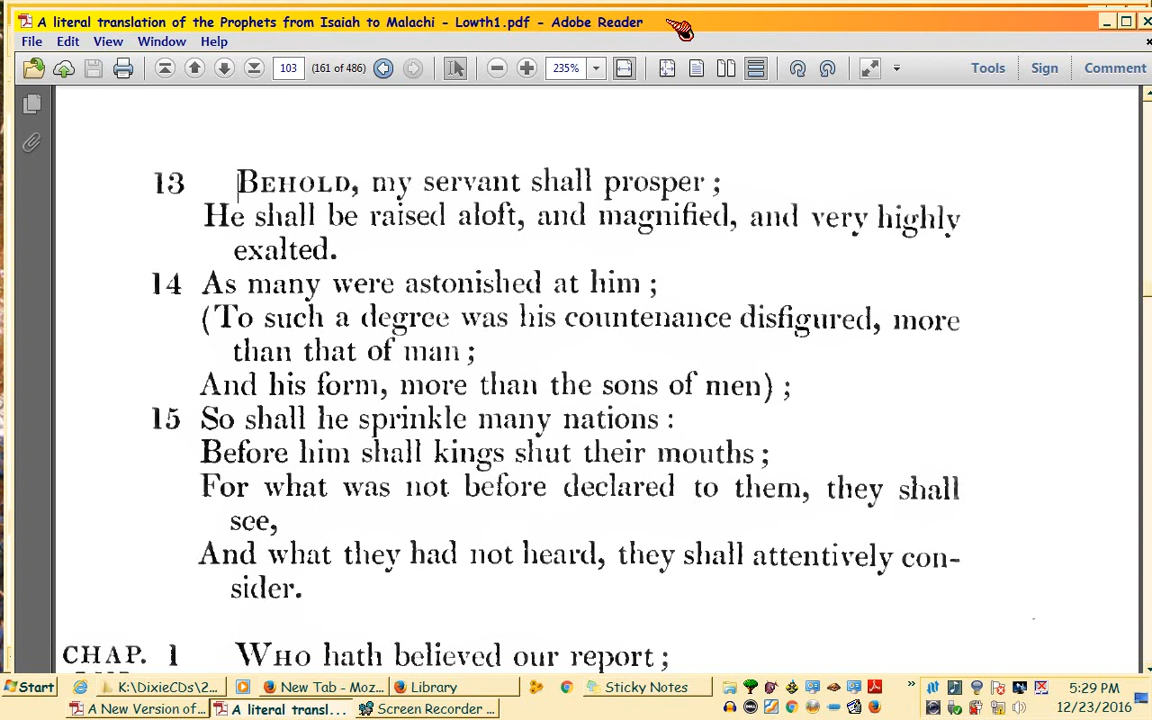 A literal translation of the Prophets from Isaiah to Malachi - Lowth1.pdf - Adobe Reader
File Edit View Window Help
103 (161 of 486) 235% Tools Sign Comment
13 BEHOLD, my servant shall prosper;
He shall be raised aloft, and magnified, and very highly
exalted.
14 As many were astonished at him;
(To such a degree was his countenance disfigured, more
than that of man;
And his form, more than the sons of men);
15 So shall he sprinkle many nations:
Before him shall kings shut their mouths;
For what was not before declared to them, they shall
see,
And what they had not heard, they shall attentively con-
sider.
CHAP. 1 WHO hath believed our report;
Start K:\DixieCDs\2... New Tab - Moz... Library Sticky Notes 5:29 PM
A New Version of... A literal transl... Screen Recorder ... 12/23/2016